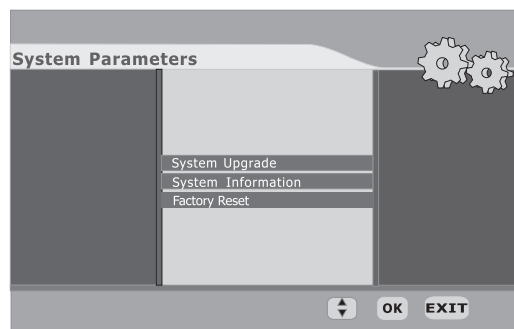 System Parameters
System Upgrade
System Information
Factory Reset
OK EXIT